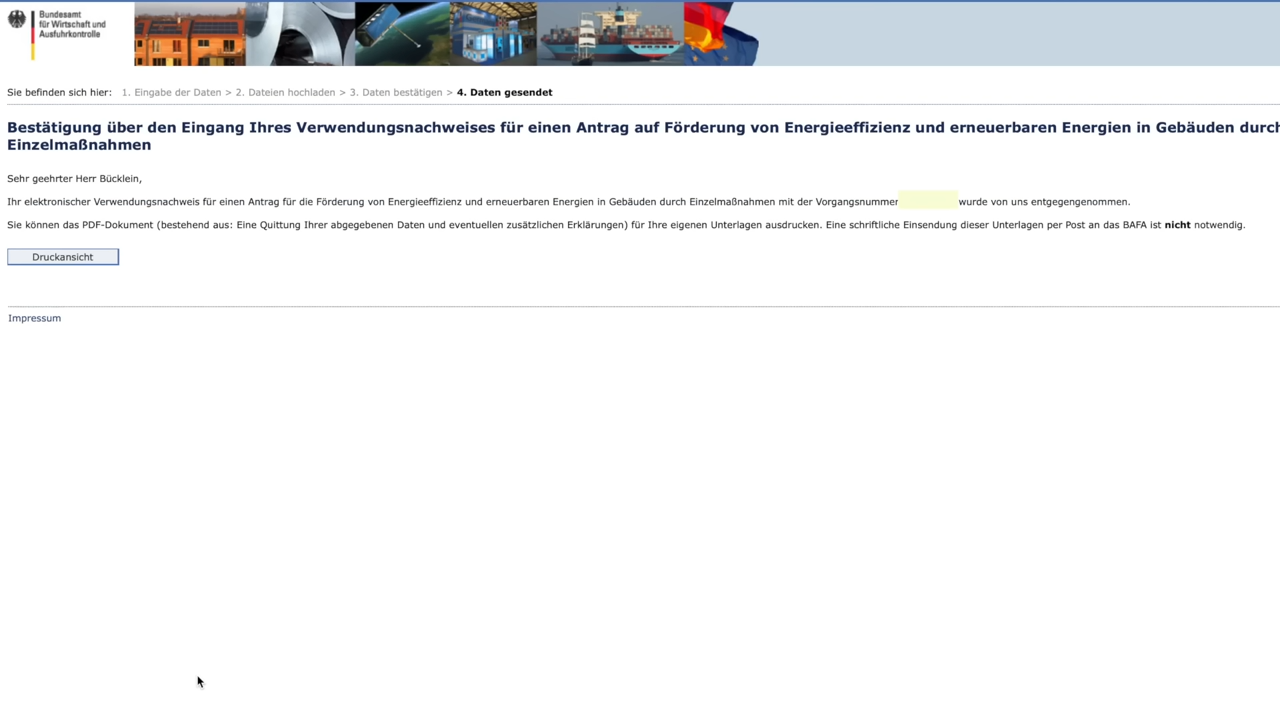 Bundesamt
für Wirtschaft und
Ausfuhrkontrolle
Sie befinden sich hier: 1. Eingabe der Daten > 2. Dateien hochladen > 3. Daten bestätigen > 4. Daten gesendet
Bestätigung über den Eingang Ihres Verwendungsnachweises für einen Antrag auf Förderung von Energieeffizienz und erneuerbaren Energien in Gebäuden durch
Einzelmaßnahmen
Sehr geehrter Herr Bücklein,
Ihr elektronischer Verwendungsnachweis für einen Antrag für die Förderung von Energieeffizienz und erneuerbaren Energien in Gebäuden durch Einzelmaßnahmen mit der Vorgangsnummer wurde von uns entgegengenommen.
Sie können das PDF-Dokument (bestehend aus: Eine Quittung Ihrer abgegebenen Daten und eventuellen zusätzlichen Erklärungen) für Ihre eigenen Unterlagen ausdrucken. Eine schriftliche Einsendung dieser Unterlagen per Post an das BAFA ist nicht notwendig.
Druckansicht
Impressum